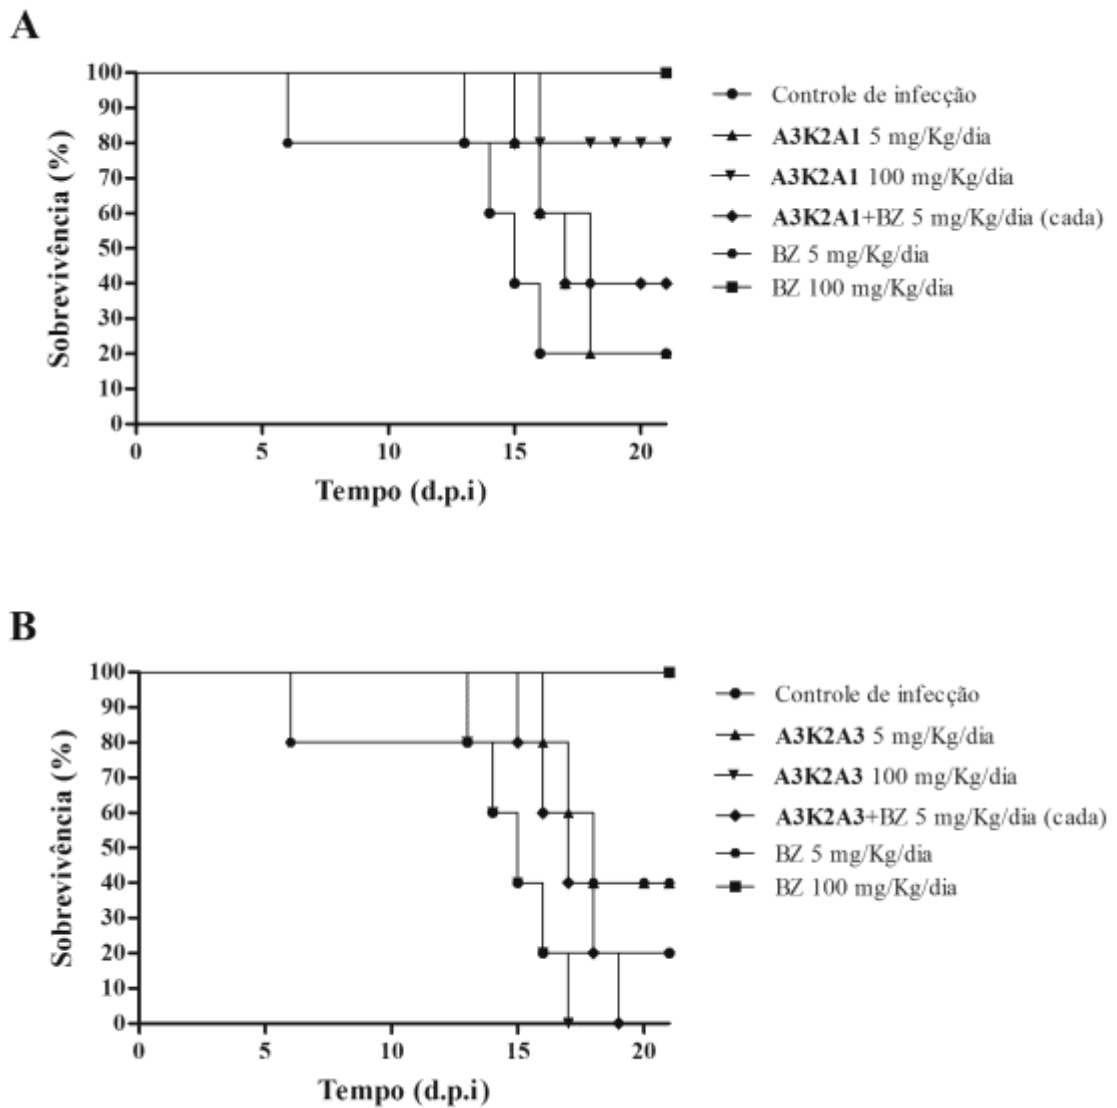 A
Sobrevivência (%)
100
90
80
70
60
50
40
30
20
10
0
0 5 10 15 20
Tempo (d.p.i)
Controle de infecção
A3K2A1 5 mg/Kg/dia
A3K2A1 100 mg/Kg/dia
A3K2A1+BZ 5 mg/Kg/dia (cada)
BZ 5 mg/Kg/dia
BZ 100 mg/Kg/dia
B
Sobrevivência (%)
100
90
80
70
60
50
40
30
20
10
0
0 5 10 15 20
Tempo (d.p.i)
Controle de infecção
A3K2A3 5 mg/Kg/dia
A3K2A3 100 mg/Kg/dia
A3K2A3+BZ 5 mg/Kg/dia (cada)
BZ 5 mg/Kg/dia
BZ 100 mg/Kg/dia